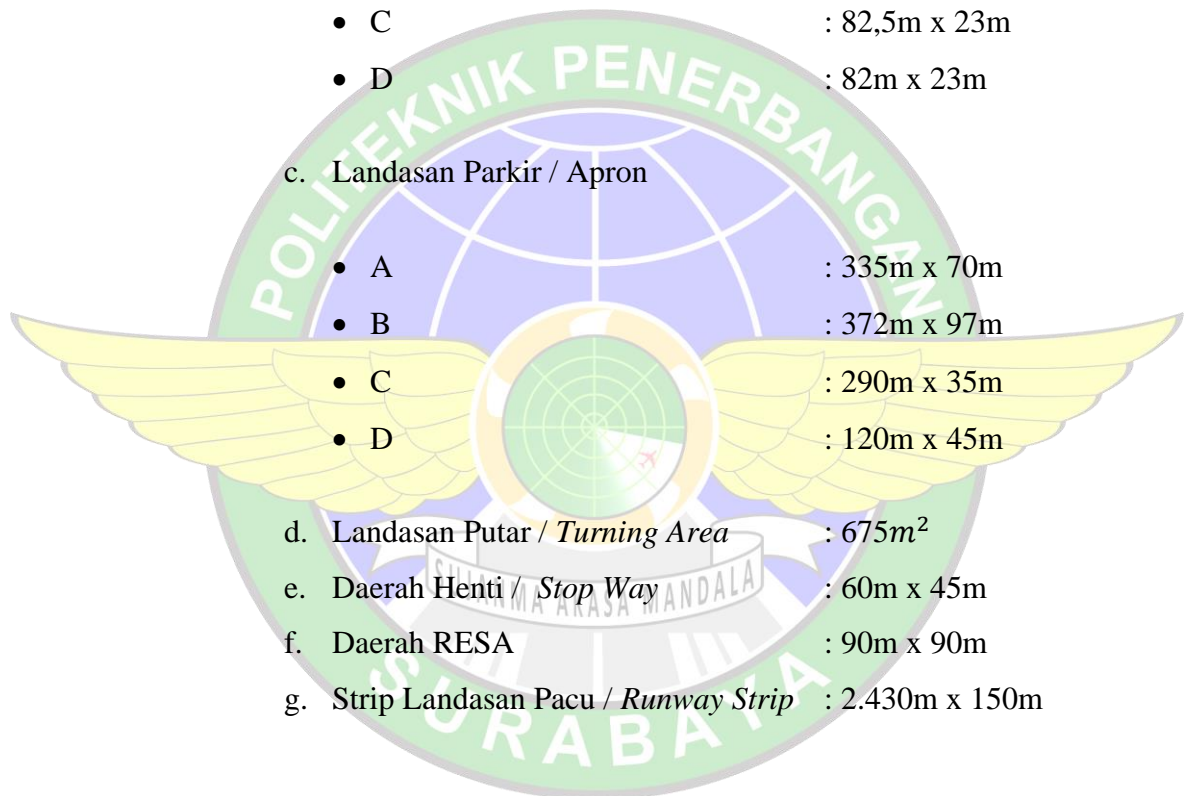 • C : 82,5m x 23m
• D : 82m x 23m
c. Landasan Parkir / Apron
• A : 335m x 70m
• B : 372m x 97m
• C : 290m x 35m
• D : 120m x 45m
d. Landasan Putar / Turning Area : 675m²
e. Daerah Henti / Stop Way : 60m x 45m
f. Daerah RESA : 90m x 90m
g. Strip Landasan Pacu / Runway Strip : 2.430m x 150m
POLITEKNIK PENERBANGAN
SURABAYA
ARASA MANDALA